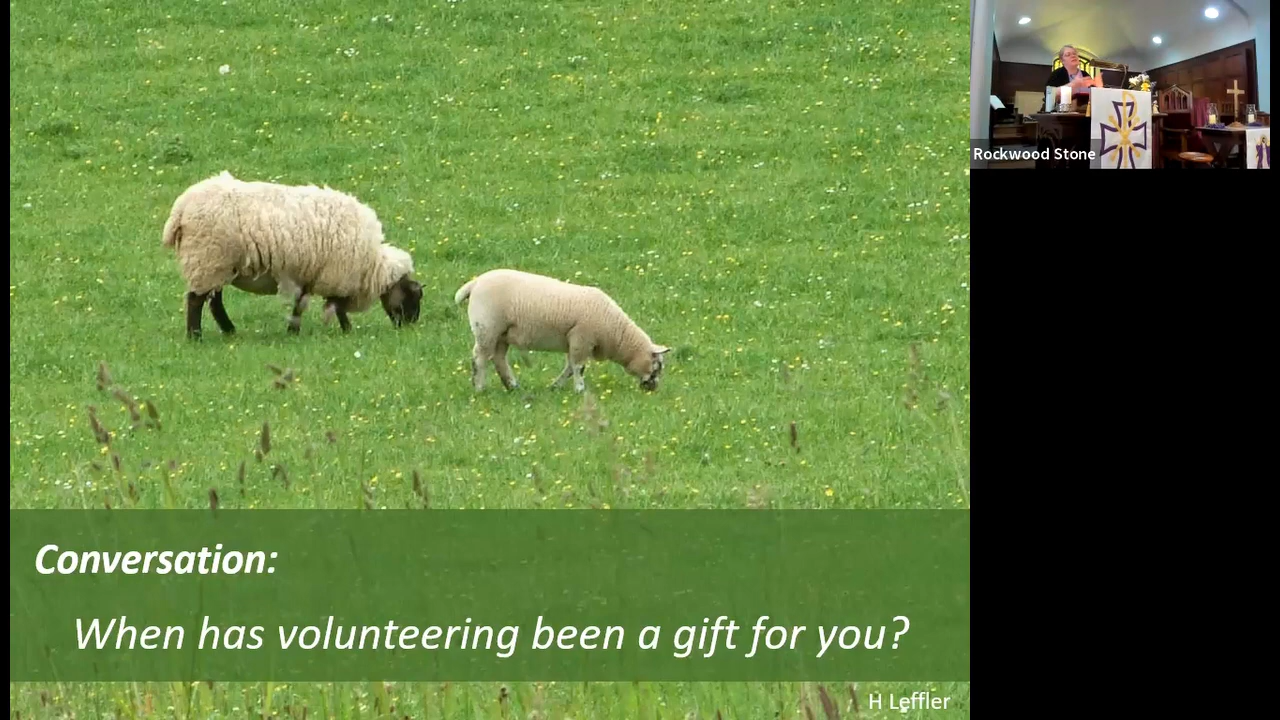 Rockwood Stone
Conversation:
When has volunteering been a gift for you?
H Leffler